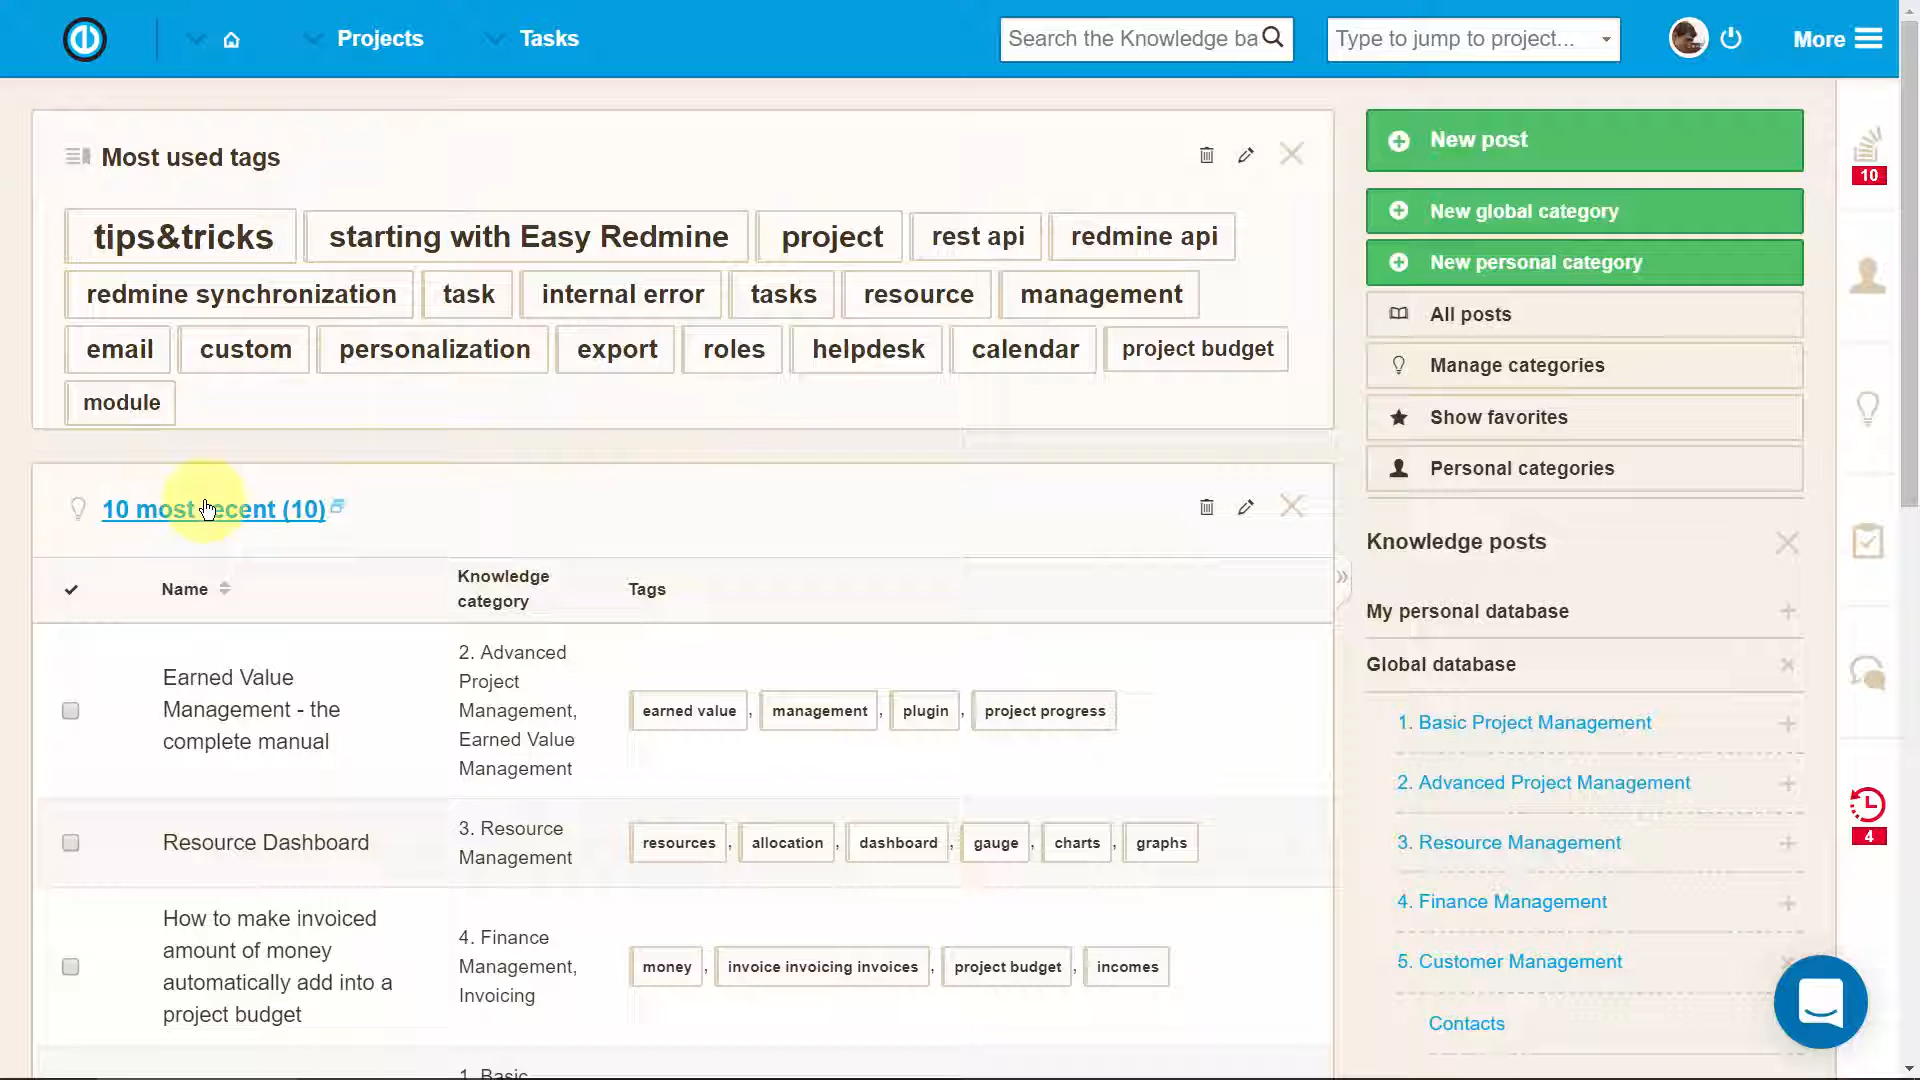 Projects
Tasks
Search the Knowledge ba
Type to jump to project...
More
Most used tags
tips&tricks
starting with Easy Redmine
project
rest api
redmine api
redmine synchronization
task
internal error
tasks
resource
management
email
custom
personalization
export
roles
helpdesk
calendar
project budget
module
10 most recent (10)
Name
Knowledge
category
Tags
Earned Value
Management - the
complete manual
2. Advanced
Project
Management,
Earned Value
Management
earned value , management , plugin , project progress
Resource Dashboard
3. Resource
Management
resources , allocation , dashboard , gauge , charts , graphs
How to make invoiced
amount of money
automatically add into a
project budget
4. Finance
Management,
Invoicing
money , invoice invoicing invoices , project budget , incomes
1. Basic
New post
New global category
New personal category
All posts
Manage categories
Show favorites
Personal categories
Knowledge posts
My personal database
Global database
1. Basic Project Management
2. Advanced Project Management
3. Resource Management
4. Finance Management
5. Customer Management
Contacts
10
4